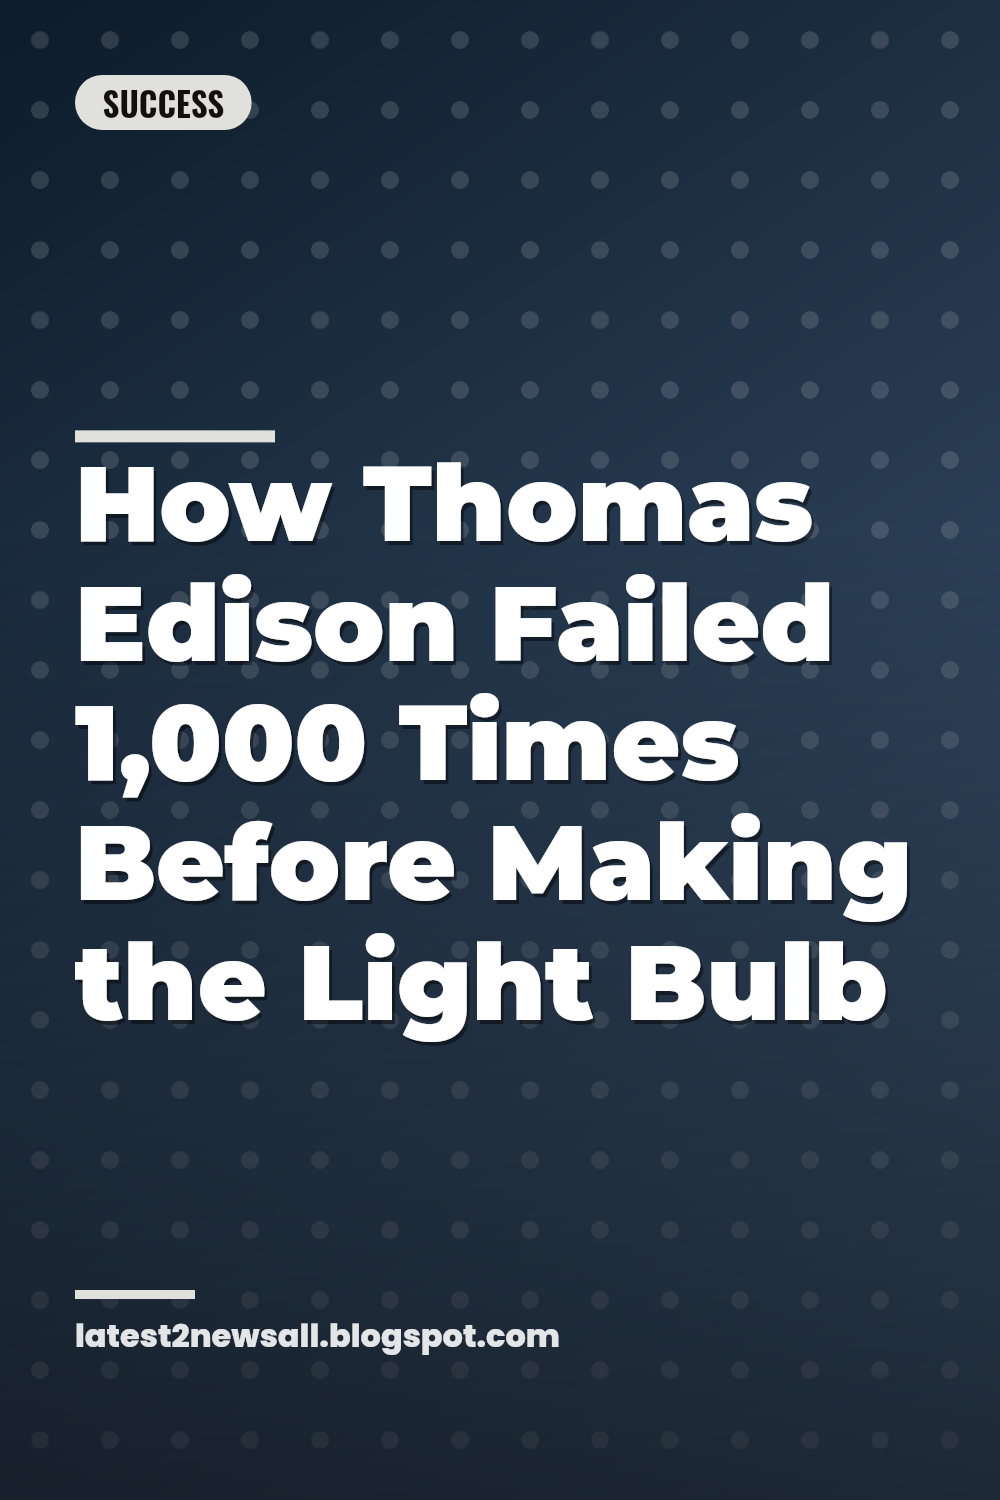 SUCCESS
How Thomas
Edison Failed
1,000 Times
Before Making
the Light Bulb
latest2newsall.blogspot.com